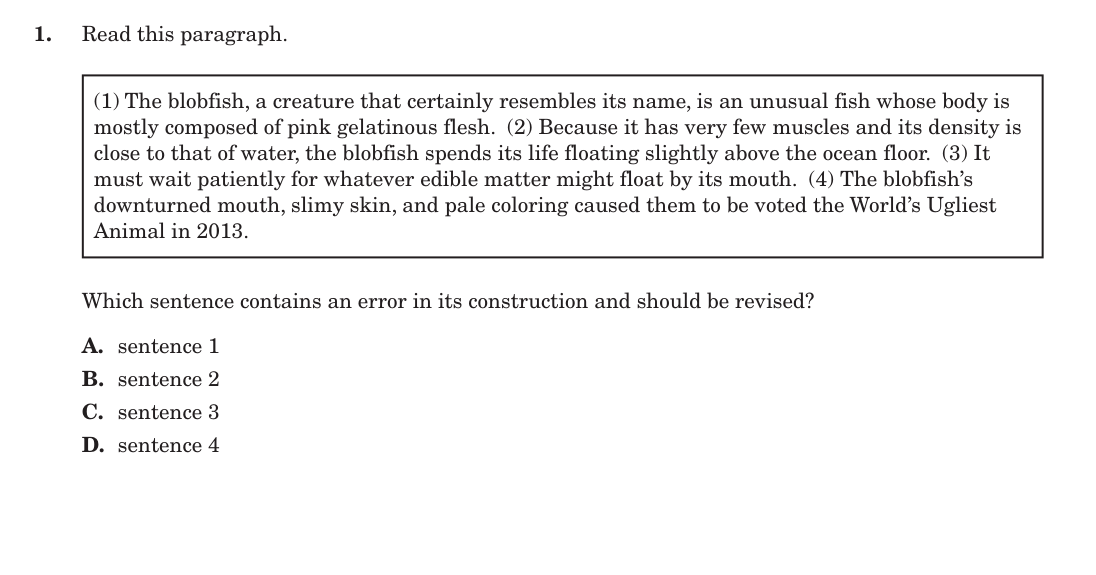 1. Read this paragraph.
(1) The blobfish, a creature that certainly resembles its name, is an unusual fish whose body is
mostly composed of pink gelatinous flesh. (2) Because it has very few muscles and its density is
close to that of water, the blobfish spends its life floating slightly above the ocean floor. (3) It
must wait patiently for whatever edible matter might float by its mouth. (4) The blobfish’s
downturned mouth, slimy skin, and pale coloring caused them to be voted the World’s Ugliest
Animal in 2013.
Which sentence contains an error in its construction and should be revised?
A. sentence 1
B. sentence 2
C. sentence 3
D. sentence 4